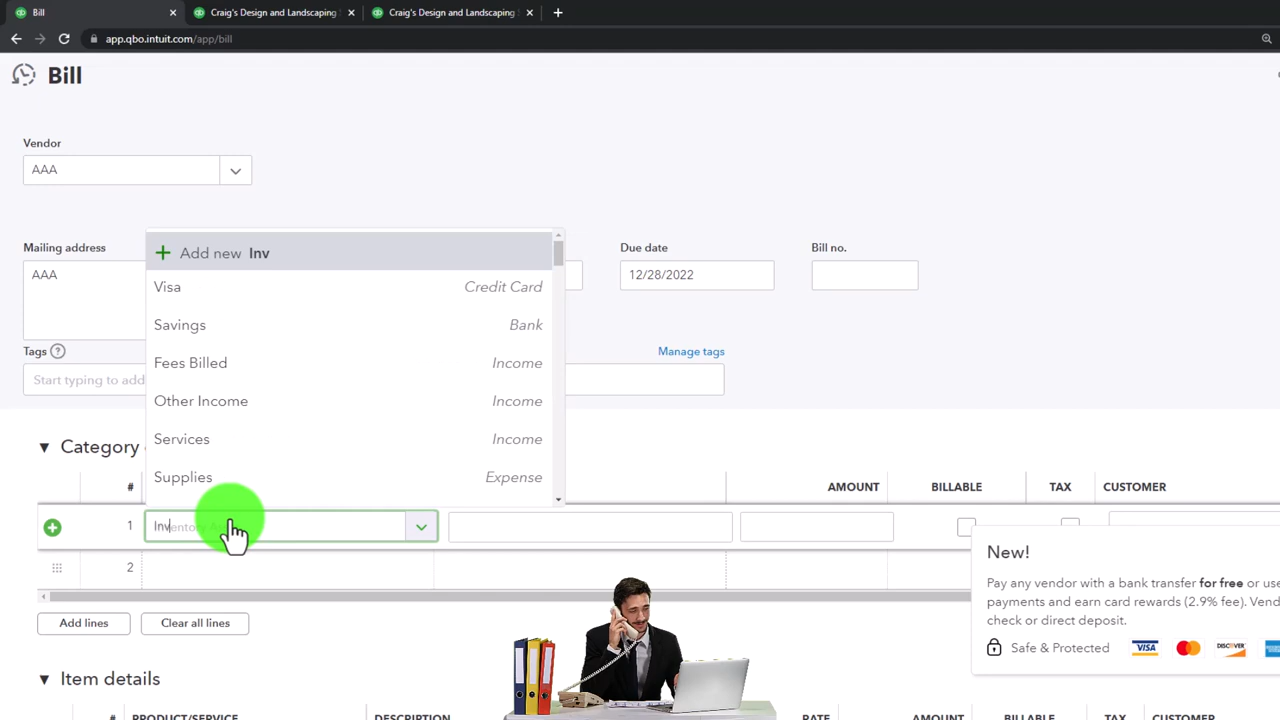 Bill
Craig's Design and Landscaping
Craig's Design and Landscaping
app.qbo.intuit.com/app/bill
Bill
Vendor
AAA
Mailing address
Due date
Bill no.
AAA
12/28/2022
Tags
Manage tags
Start typing to add
+ Add new Inv
Visa Credit Card
Savings Bank
Fees Billed Income
Other Income Income
Services Income
Supplies Expense
Category
# AMOUNT BILLABLE TAX CUSTOMER
1 Inventory
2
Add lines Clear all lines
New!
Pay any vendor with a bank transfer for free or use
payments and earn card rewards (2.9% fee). Vend
check or direct deposit.
Safe & Protected VISA
Item details
# PRODUCT/SERVICE DESCRIPTION RATE AMOUNT BILLABLE TAX CUSTOMER